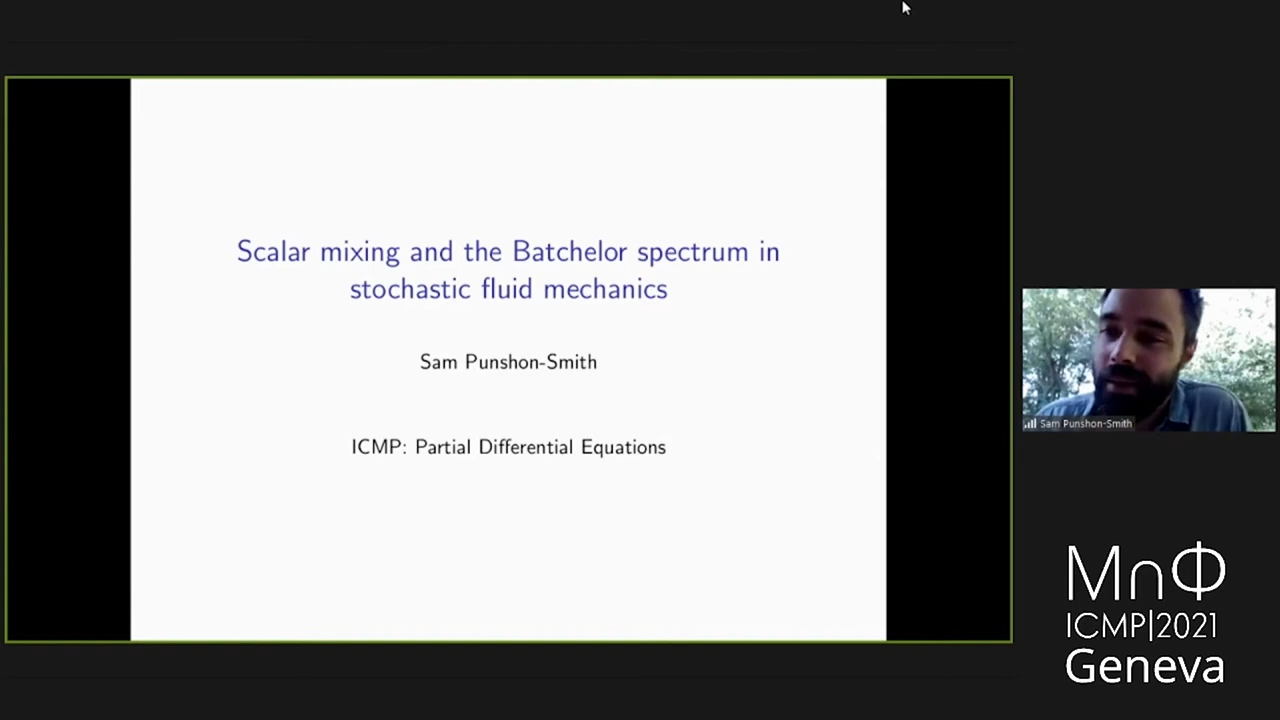 Scalar mixing and the Batchelor spectrum in
stochastic fluid mechanics
Sam Punshon-Smith
ICMP: Partial Differential Equations
Sam Punshon-Smith
M∩Φ
ICMP|2021
Geneva